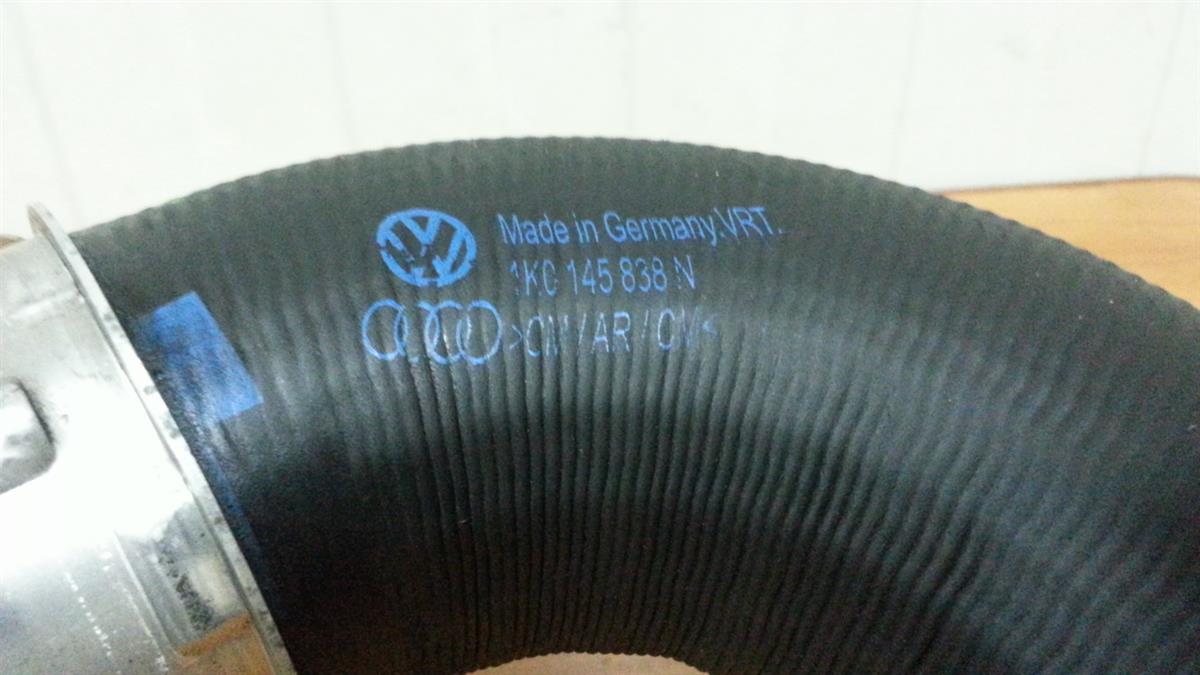 Made in Germany.VRT.
1K0 145 838 N
>CM/AR/CM<